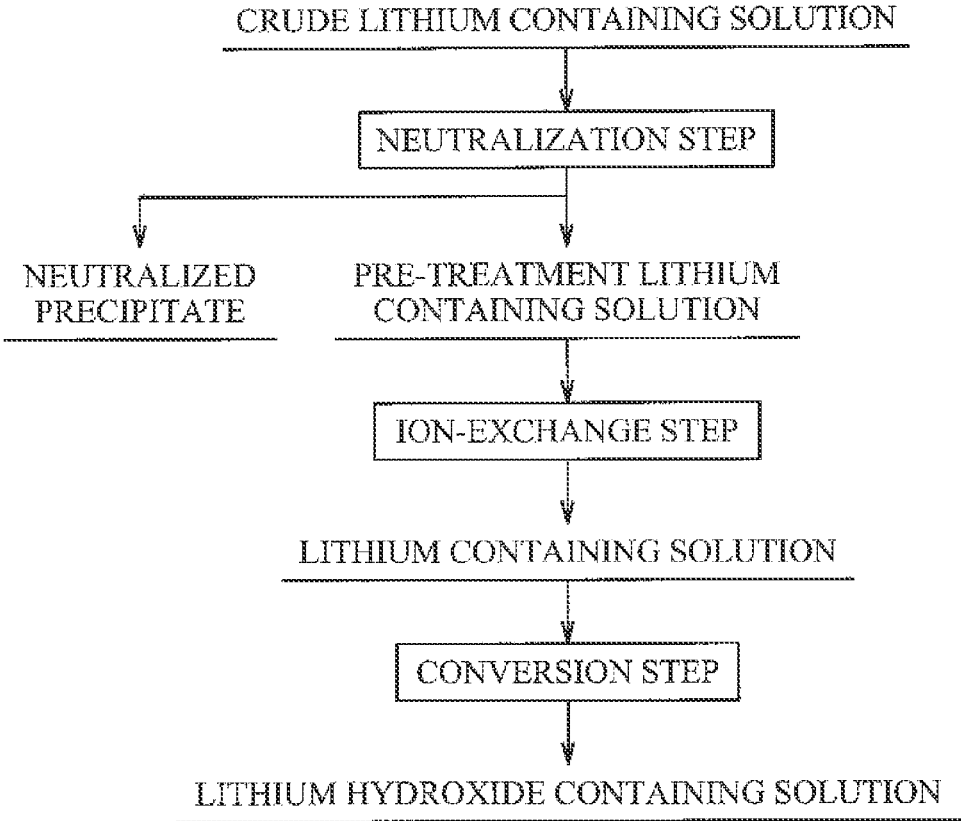 CRUDE LITHIUM CONTAINING SOLUTION
NEUTRALIZATION STEP
NEUTRALIZED
PRECIPITATE
PRE-TREATMENT LITHIUM
CONTAINING SOLUTION
ION-EXCHANGE STEP
LITHIUM CONTAINING SOLUTION
CONVERSION STEP
LITHIUM HYDROXIDE CONTAINING SOLUTION